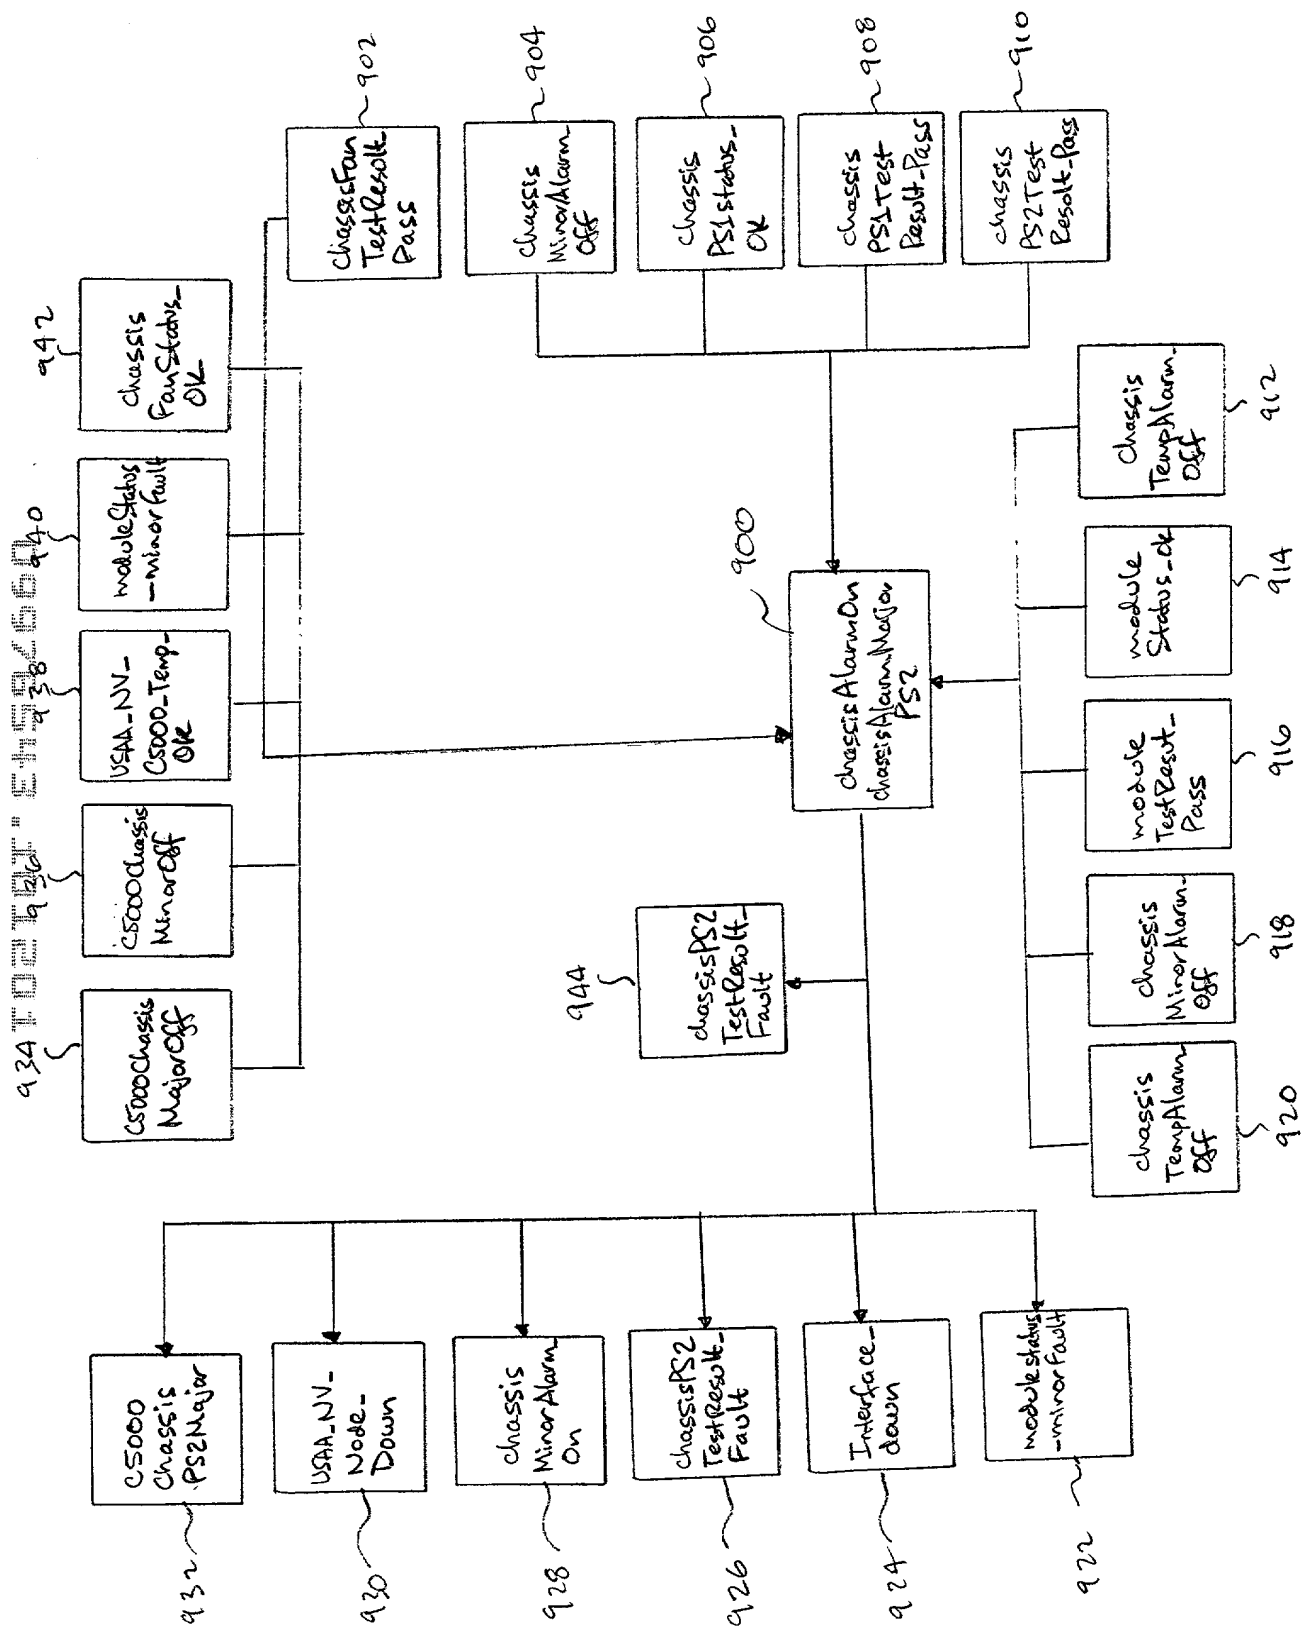 932
C5000
Chassis
PS2Major
930
USAA_NV_
Node_
Down
928
chassis
MinorAlarm_
On
926
chassisPS2
TestResult_
Fault
924
Interface_
down
922
modulestatus
_minorFault
934
C5000Chassis
MajorOff
936
C5000Chassis
MinorOff
938
USAA_NV_
C5000_Temp_
OK
940
moduleStatus
_minorFault
942
chassis
FanStatus_
OK
944
chassisPS2
TestResult_
Fault
900
chassisAlarmOn
chassisAlarmMajor
PS2
902
chassisFan
TestResult_
Pass
904
chassis
MinorAlarm_
Off
906
chassis
PS1status_
OK
908
chassis
PS1Test
Result_Pass
910
chassis
PS2Test
Result_Pass
920
chassis
TempAlarm_
Off
918
chassis
MinorAlarm_
Off
916
module
TestResut_
Pass
914
module
Status_ok
912
chassis
TempAlarm_
Off